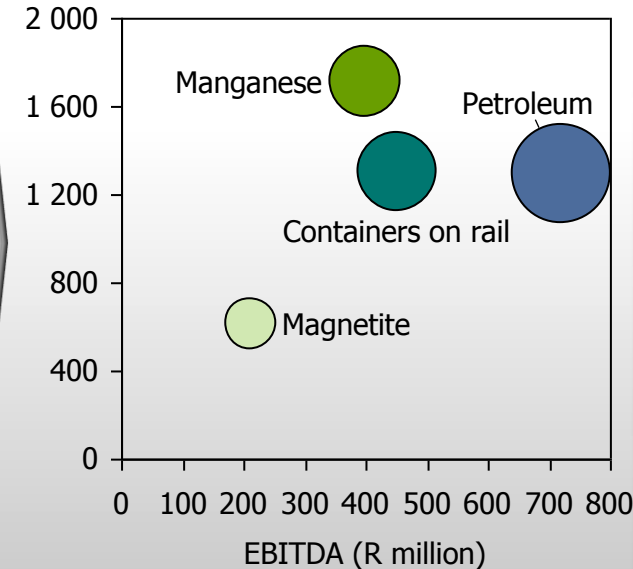 2 000
Manganese
1 600
Petroleum
1 200
Containers on rail
800
Magnetite
400
0
0 100 200 300 400 500 600 700 800
EBITDA (R million)